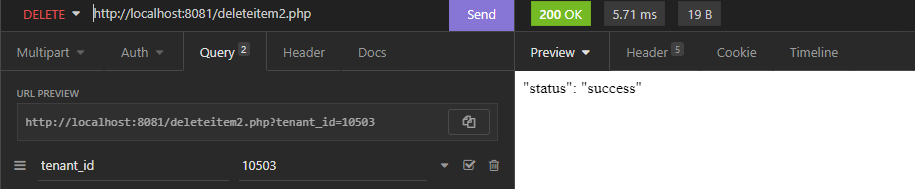 DELETE http://localhost:8081/deleteitem2.php Send 200 OK 5.71 ms 19 B
Multipart Auth Query 2 Header Docs Preview Header 5 Cookie Timeline
"status": "success"
URL PREVIEW
http://localhost:8081/deleteitem2.php?tenant_id=10503
tenant_id 10503